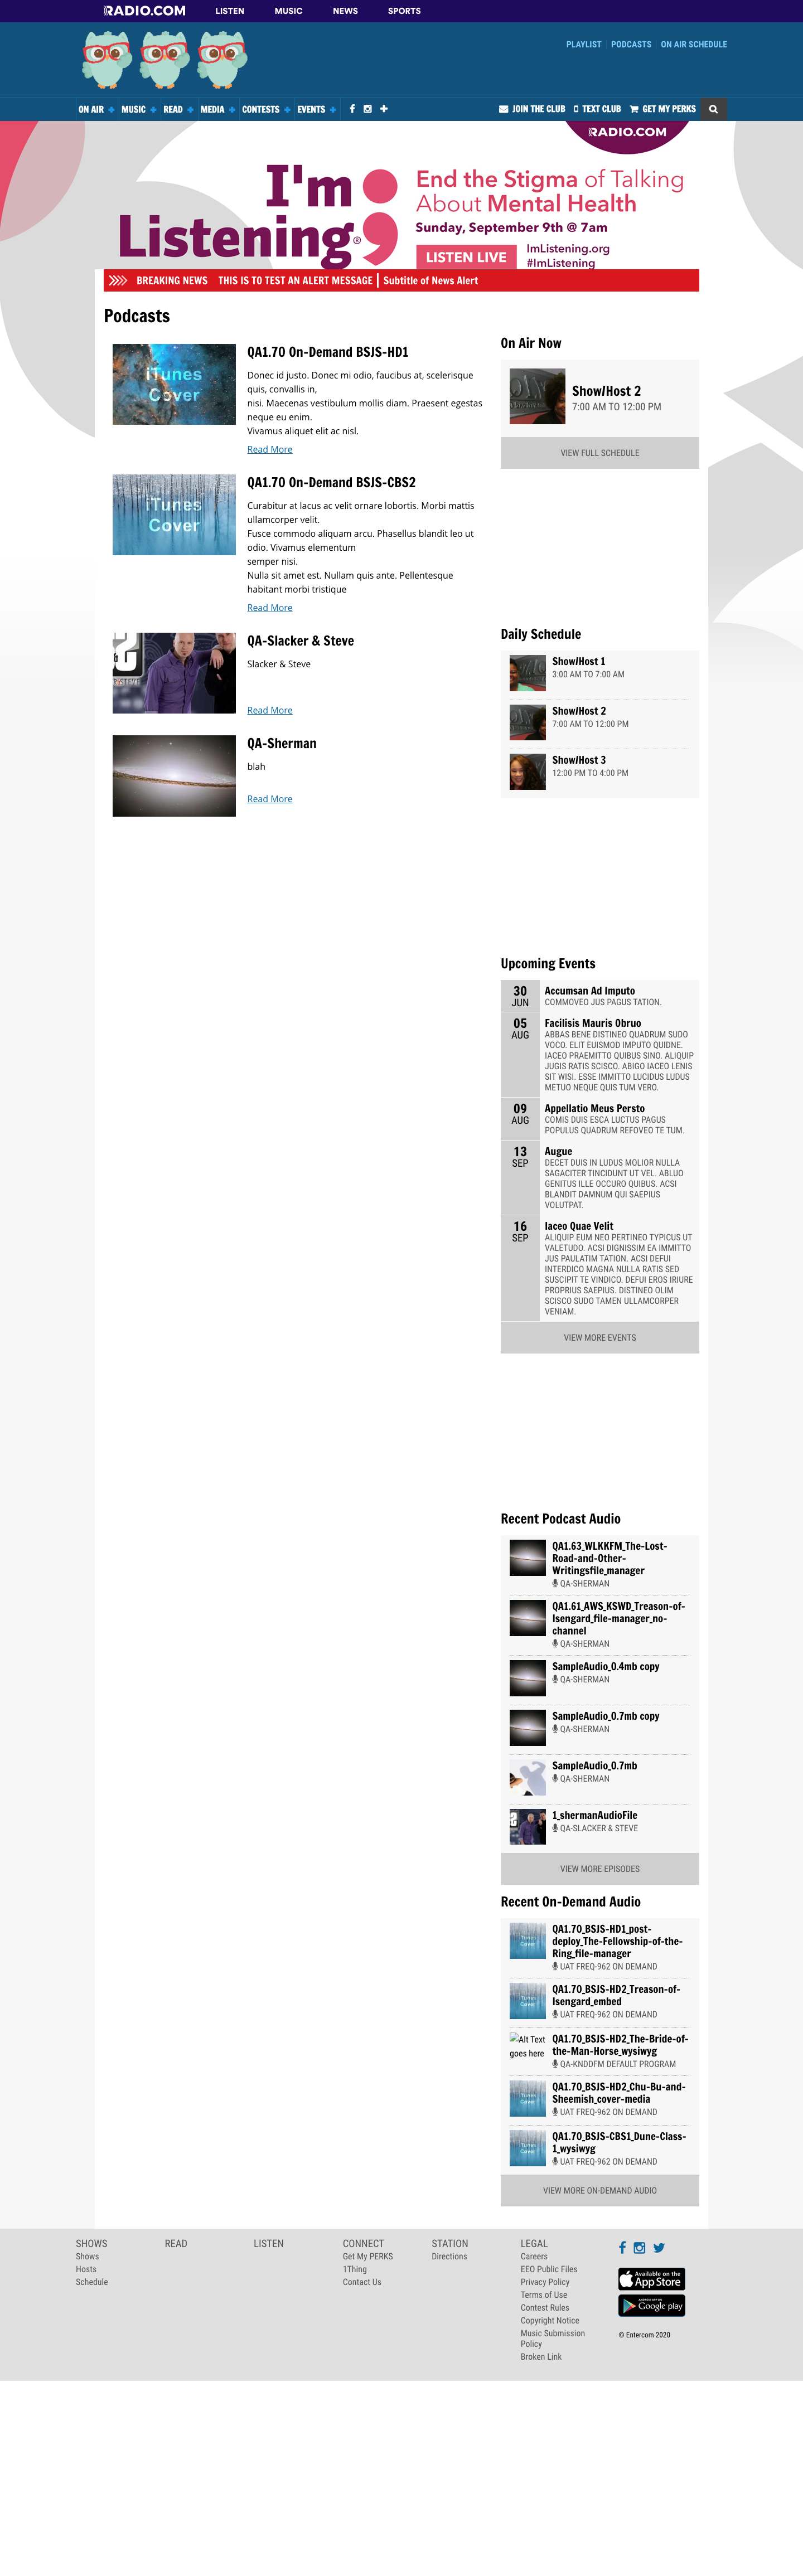 RADIO.COM LISTEN MUSIC NEWS SPORTS
PLAYLIST PODCASTS ON AIR SCHEDULE
ON AIR MUSIC READ MEDIA CONTESTS EVENTS JOIN THE CLUB TEXT CLUB GET MY PERKS
RADIO.COM
I'm
Listening®
End the Stigma of Talking
About Mental Health
Sunday, September 9th @ 7am
LISTEN LIVE
ImListening.org
#ImListening
BREAKING NEWS THIS IS TO TEST AN ALERT MESSAGE | Subtitle of News Alert
Podcasts
iTunes
Cover
QA1.70 On-Demand BSJS-HD1
Donec id justo. Donec mi odio, faucibus at, scelerisque
quis, convallis in,
nisi. Maecenas vestibulum mollis diam. Praesent egestas
neque eu enim.
Vivamus aliquet elit ac nisl.
Read More
iTunes
Cover
QA1.70 On-Demand BSJS-CBS2
Curabitur at lacus ac velit ornare lobortis. Morbi mattis
ullamcorper velit.
Fusce commodo aliquam arcu. Phasellus blandit leo ut
odio. Vivamus elementum
semper nisi.
Nulla sit amet est. Nullam quis ante. Pellentesque
habitant morbi tristique
Read More
QA-Slacker & Steve
Slacker & Steve
Read More
QA-Sherman
blah
Read More
On Air Now
Show/Host 2
7:00 AM TO 12:00 PM
VIEW FULL SCHEDULE
Daily Schedule
Show/Host 1
3:00 AM TO 7:00 AM
Show/Host 2
7:00 AM TO 12:00 PM
Show/Host 3
12:00 PM TO 4:00 PM
Upcoming Events
30
JUN
Accumsan Ad Imputo
COMMOVEO JUS PAGUS TATION.
05
AUG
Facilisis Mauris Obruo
ABBAS BENE DISTINEO QUADRUM SUDO
VOCO. ELIT EUISMOD IMPUTO QUIDNE.
IACEO PRAEMITTO QUIBUS SINO. ALIQUIP
JUGIS RATIS SCISCO. ABIGO IACEO LENIS
SIT WISI. ESSE IMMITTO LUCIDUS LUDUS
METUO NEQUE QUIS TUM VERO.
09
AUG
Appellatio Meus Persto
COMIS DUIS ESCA LUCTUS PAGUS
POPULUS QUADRUM REFOVEO TE TUM.
13
SEP
Augue
DECET DUIS IN LUDUS MOLIOR NULLA
SAGACITER TINCIDUNT UT VEL. ABLUO
GENITUS ILLE OCCURO QUIBUS. ACSI
BLANDIT DAMNUM QUI SAEPIUS
VOLUTPAT.
16
SEP
Iaceo Quae Velit
ALIQUIP EUM NEO PERTINEO TYPICUS UT
VALETUDO. ACSI DIGNISSIM EA IMMITTO
JUS PAULATIM TATION. ACSI DEFUI
INTERDICO MAGNA NULLA RATIS SED
SUSCIPIT TE VINDICO. DEFUI EROS IRIURE
PROPRIUS SAEPIUS. DISTINEO OLIM
SCISCO SUDO TAMEN ULLAMCORPER
VENIAM.
VIEW MORE EVENTS
Recent Podcast Audio
QA1.63_WLKKFM_The-Lost-
Road-and-Other-
Writingsfile_manager
QA-SHERMAN
QA1.61_AWS_KSWD_Treason-of-
Isengard_file-manager_no-
channel
QA-SHERMAN
SampleAudio_0.4mb copy
QA-SHERMAN
SampleAudio_0.7mb copy
QA-SHERMAN
SampleAudio_0.7mb
QA-SHERMAN
1_shermanAudioFile
QA-SLACKER & STEVE
VIEW MORE EPISODES
Recent On-Demand Audio
QA1.70_BSJS-HD1_post-
deploy_The-Fellowship-of-the-
Ring_file-manager
UAT FREQ-962 ON DEMAND
QA1.70_BSJS-HD2_Treason-of-
Isengard_embed
UAT FREQ-962 ON DEMAND
Alt Text
goes here
QA1.70_BSJS-HD2_The-Bride-of-
the-Man-Horse_wysiwyg
QA-KNDDFM DEFAULT PROGRAM
QA1.70_BSJS-HD2_Chu-Bu-and-
Sheemish_cover-media
UAT FREQ-962 ON DEMAND
QA1.70_BSJS-CBS1_Dune-Class-
1_wysiwyg
UAT FREQ-962 ON DEMAND
VIEW MORE ON-DEMAND AUDIO
SHOWS
Shows
Hosts
Schedule
READ
LISTEN
CONNECT
Get My PERKS
1Thing
Contact Us
STATION
Directions
LEGAL
Careers
EEO Public Files
Privacy Policy
Terms of Use
Contest Rules
Copyright Notice
Music Submission
Policy
Broken Link
Available on the
App Store
ANDROID APP ON
Google play
© Entercom 2020